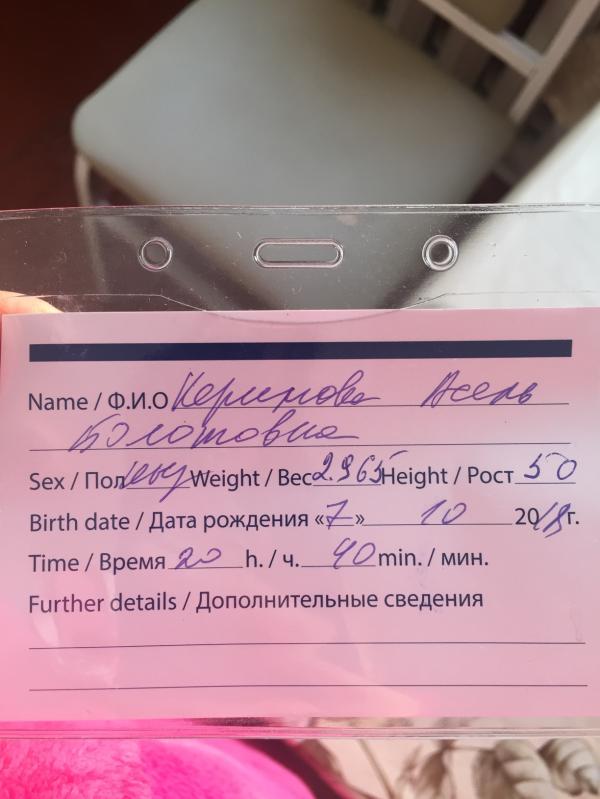 Name / Ф.И.О Керимова Асель
Болотовна
Sex / Пол жен Weight / Вес 2.965 Height / Рост 50
Birth date / Дата рождения «7» 10 2018г.
Time / Время 20 h. / ч. 40 min. / мин.
Further details / Дополнительные сведения